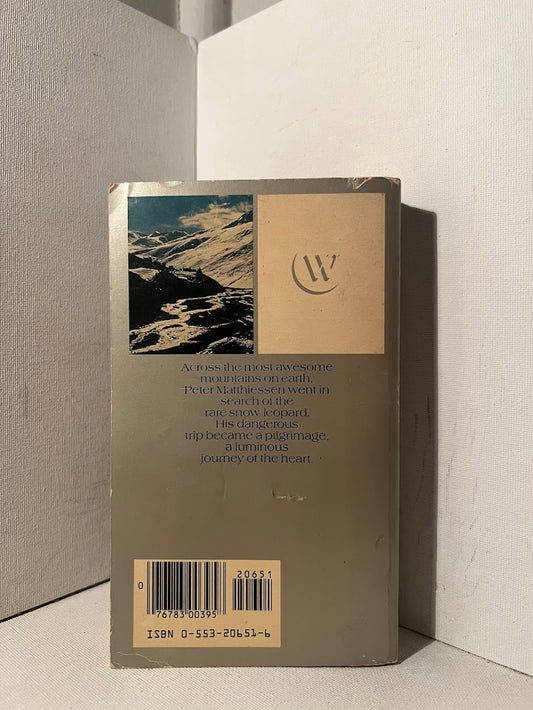 W
Across the most awesome
mountains on earth,
Peter Matthiessen went in
search of the
rare snow leopard.
His dangerous
trip became a pilgrimage,
a luminous
journey of the heart.
20651
0
76783 00395
ISBN 0-553-20651-6